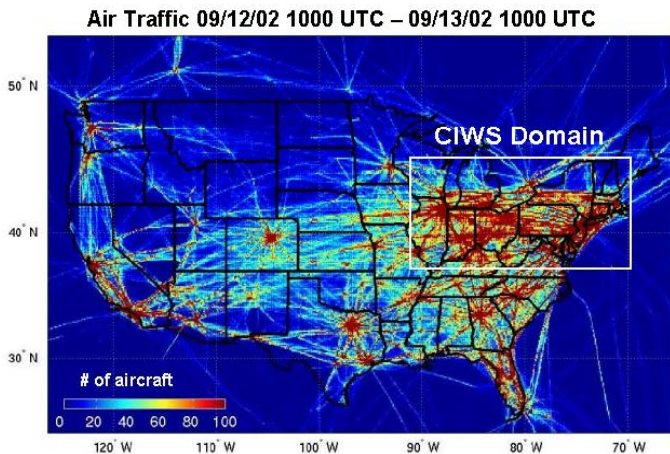 Air Traffic 09/12/02 1000 UTC – 09/13/02 1000 UTC
50° N
CIWS Domain
40° N
30° N
# of aircraft
0 20 40 60 80 100
120° W 110° W 100° W 90° W 80° W 70° W